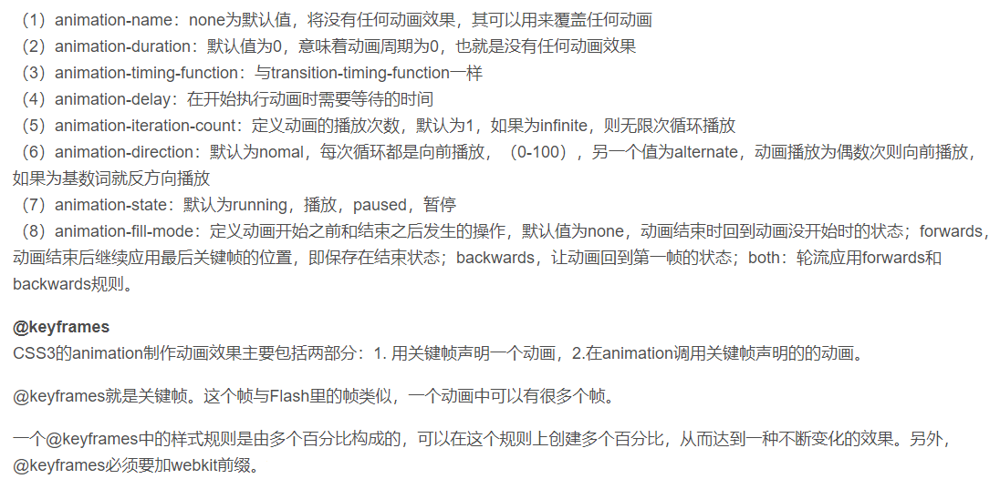 （1）animation-name：none为默认值，将没有任何动画效果，其可以用来覆盖任何动画
（2）animation-duration：默认值为0，意味着动画周期为0，也就是没有任何动画效果
（3）animation-timing-function：与transition-timing-function一样
（4）animation-delay：在开始执行动画时需要等待的时间
（5）animation-iteration-count：定义动画的播放次数，默认为1，如果为infinite，则无限次循环播放
（6）animation-direction：默认为nomal，每次循环都是向前播放，（0-100），另一个值为alternate，动画播放为偶数次则向前播放，
如果为基数词就反方向播放
（7）animation-state：默认为running，播放，paused，暂停
（8）animation-fill-mode：定义动画开始之前和结束之后发生的操作，默认值为none，动画结束时回到动画没开始时的状态；forwards，
动画结束后继续应用最后关键帧的位置，即保存在结束状态；backwards，让动画回到第一帧的状态；both：轮流应用forwards和
backwards规则。
@keyframes
CSS3的animation制作动画效果主要包括两部分：1. 用关键帧声明一个动画，2.在animation调用关键帧声明的的动画。
@keyframes就是关键帧。这个帧与Flash里的帧类似，一个动画中可以有很多个帧。
一个@keyframes中的样式规则是由多个百分比构成的，可以在这个规则上创建多个百分比，从而达到一种不断变化的效果。另外，
@keyframes必须要加webkit前缀。